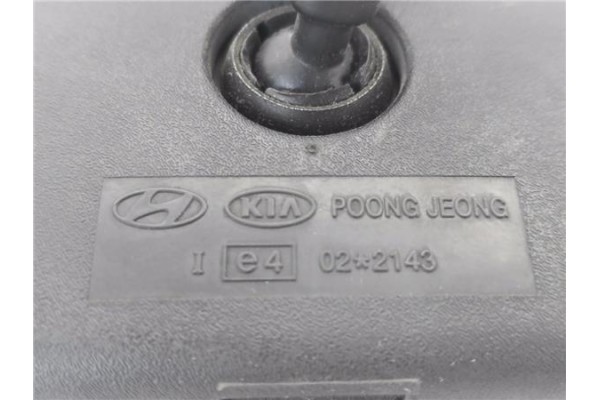 KIA POONG JEONG
I e4 02*2143